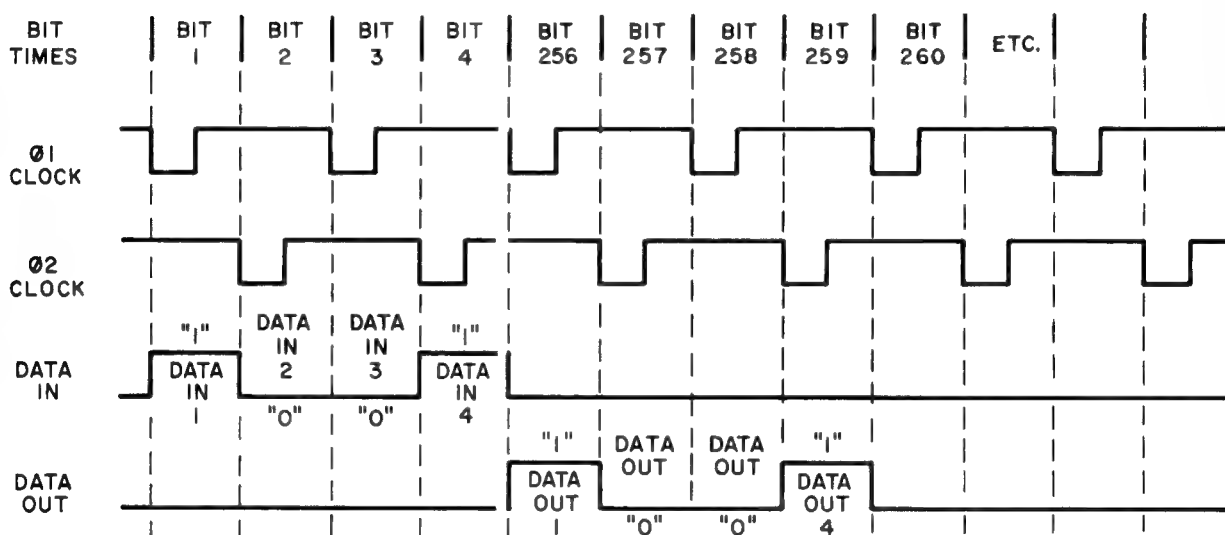 BIT TIMES
BIT 1
BIT 2
BIT 3
BIT 4
BIT 256
BIT 257
BIT 258
BIT 259
BIT 260
ETC.
Ø1 CLOCK
Ø2 CLOCK
DATA IN
"1"
DATA IN 1
DATA IN 2
"0"
DATA IN 3
"0"
"1"
DATA IN 4
DATA OUT
"1"
DATA OUT 1
DATA OUT
"0"
DATA OUT
"0"
"1"
DATA OUT 4